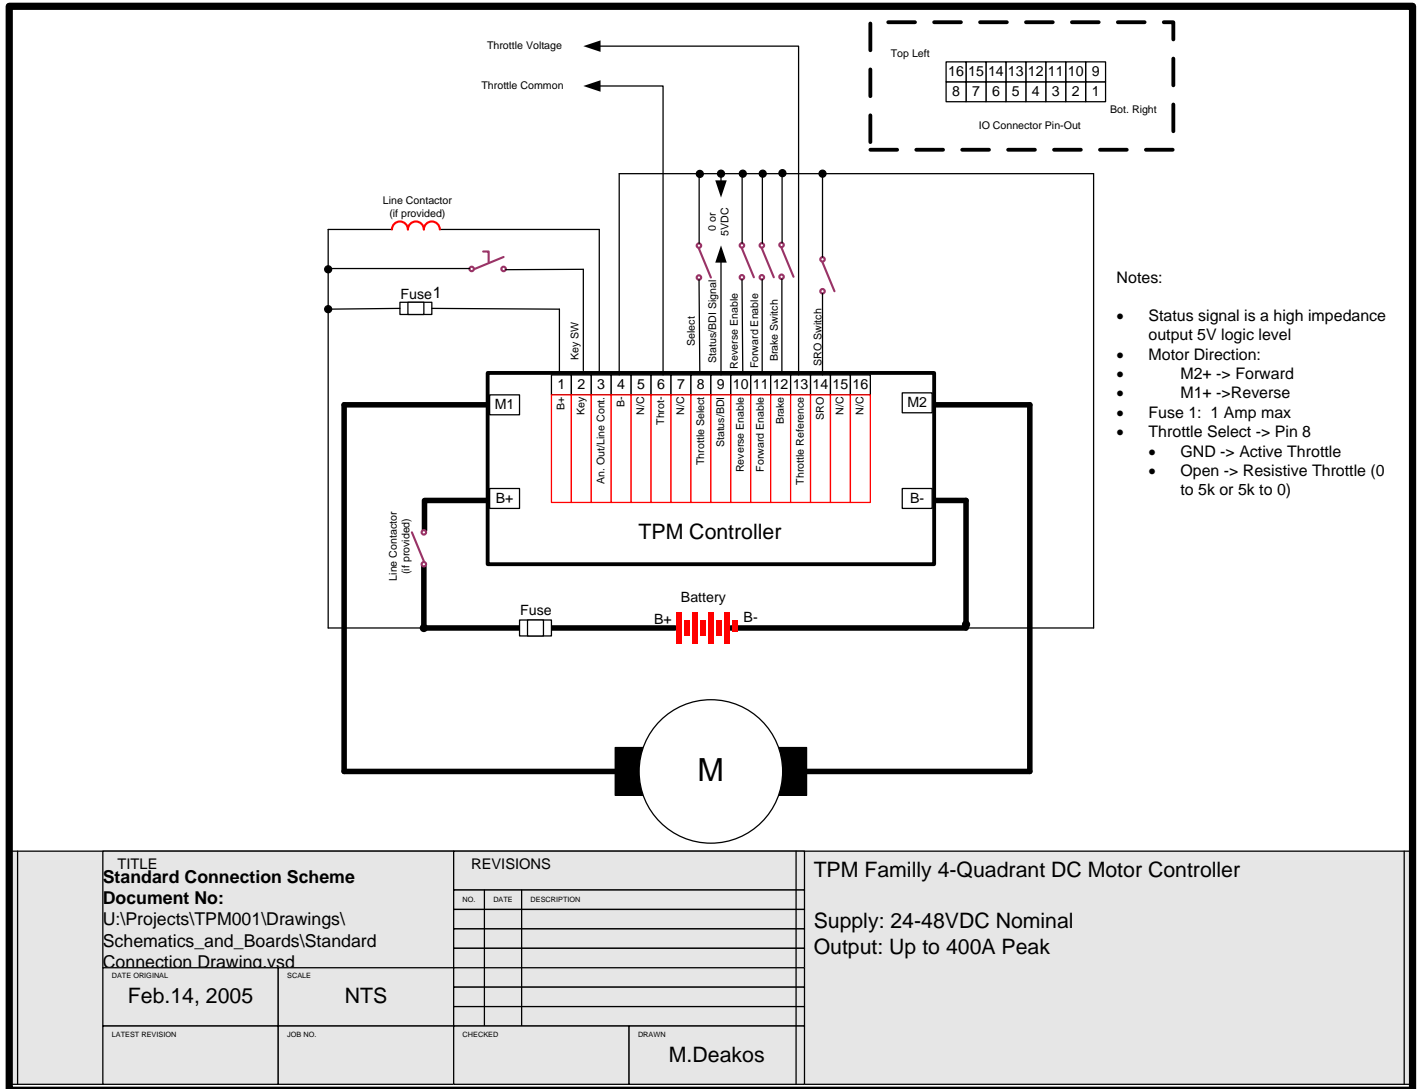 Throttle Voltage
Throttle Common
Top Left
16 15 14 13 12 11 10 9
8 7 6 5 4 3 2 1
Bot. Right
IO Connector Pin-Out
Line Contactor
(if provided)
Fuse1
Key SW
Select
Status/BDI Signal
0 or
5VDC
Reverse Enable
Forward Enable
Brake Switch
SRO Switch
Notes:
• Status signal is a high impedance
output 5V logic level
• Motor Direction:
• M2+ -> Forward
• M1+ ->Reverse
• Fuse 1: 1 Amp max
• Throttle Select -> Pin 8
• GND -> Active Throttle
• Open -> Resistive Throttle (0
to 5k or 5k to 0)
1 2 3 4 5 6 7 8 9 10 11 12 13 14 15 16
B+
Key
An. Out/Line Cont.
B-
N/C
Throt-
N/C
Throttle Select
Status/BDI
Reverse Enable
Forward Enable
Brake
Throttle Reference
SRO
N/C
N/C
M1
M2
B+
B-
TPM Controller
Line Contactor
(if provided)
Fuse
Battery
B+
B-
M
TITLE
Standard Connection Scheme
Document No:
U:\Projects\TPM001\Drawings\
Schematics_and_Boards\Standard
Connection Drawing.vsd
DATE ORIGINAL
Feb.14, 2005
SCALE
NTS
LATEST REVISION
JOB NO.
REVISIONS
NO. DATE DESCRIPTION
CHECKED
DRAWN
M.Deakos
TPM Familly 4-Quadrant DC Motor Controller
Supply: 24-48VDC Nominal
Output: Up to 400A Peak